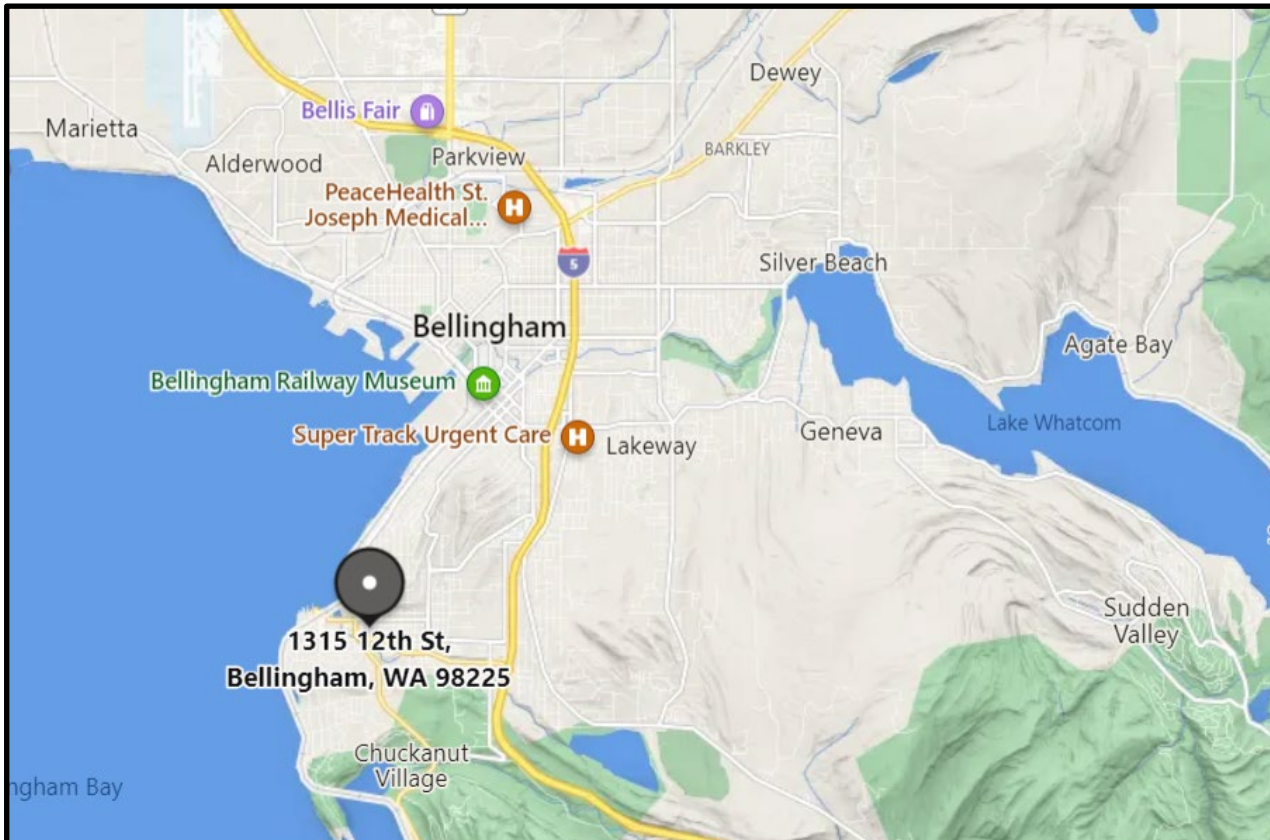 Dewey
Bellis Fair
Marietta
Parkview
BARKLEY
Alderwood
PeaceHealth St.
Joseph Medical...
H
5
Silver Beach
Bellingham
Agate Bay
Bellingham Railway Museum
Lake Whatcom
Super Track Urgent Care
H
Lakeway
Geneva
Sudden
Valley
1315 12th St,
Bellingham, WA 98225
Chuckanut
Village
ngham Bay